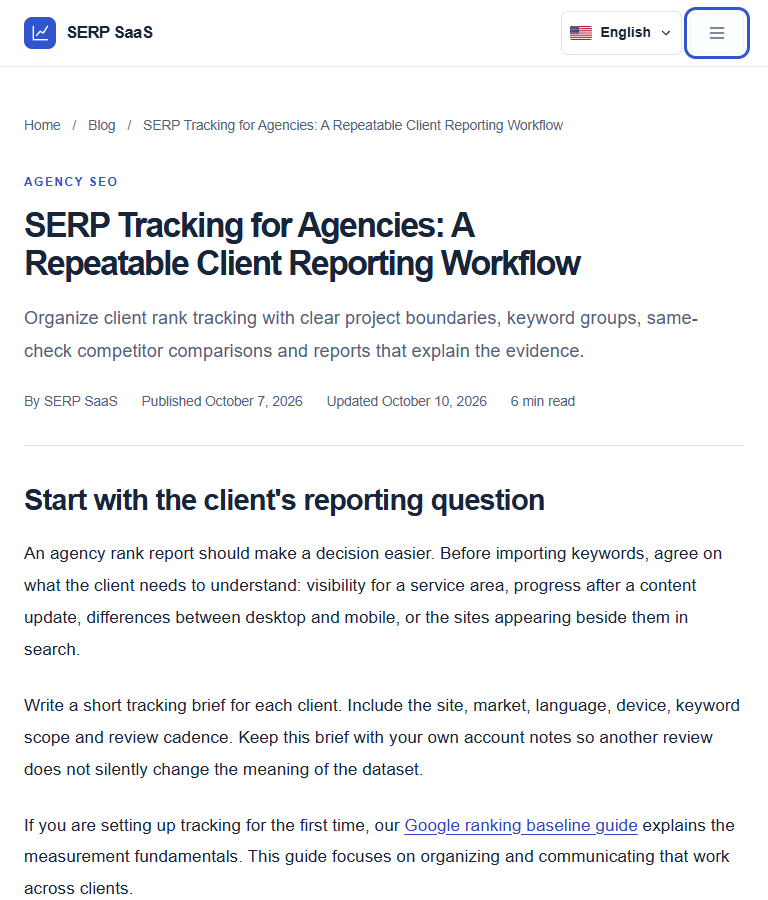 SERP SaaS
English
Home / Blog / SERP Tracking for Agencies: A Repeatable Client Reporting Workflow
AGENCY SEO
SERP Tracking for Agencies: A
Repeatable Client Reporting Workflow
Organize client rank tracking with clear project boundaries, keyword groups, same-
check competitor comparisons and reports that explain the evidence.
By SERP SaaS Published October 7, 2026 Updated October 10, 2026 6 min read
Start with the client's reporting question
An agency rank report should make a decision easier. Before importing keywords, agree on
what the client needs to understand: visibility for a service area, progress after a content
update, differences between desktop and mobile, or the sites appearing beside them in
search.
Write a short tracking brief for each client. Include the site, market, language, device, keyword
scope and review cadence. Keep this brief with your own account notes so another review
does not silently change the meaning of the dataset.
If you are setting up tracking for the first time, our Google ranking baseline guide explains the
measurement fundamentals. This guide focuses on organizing and communicating that work
across clients.